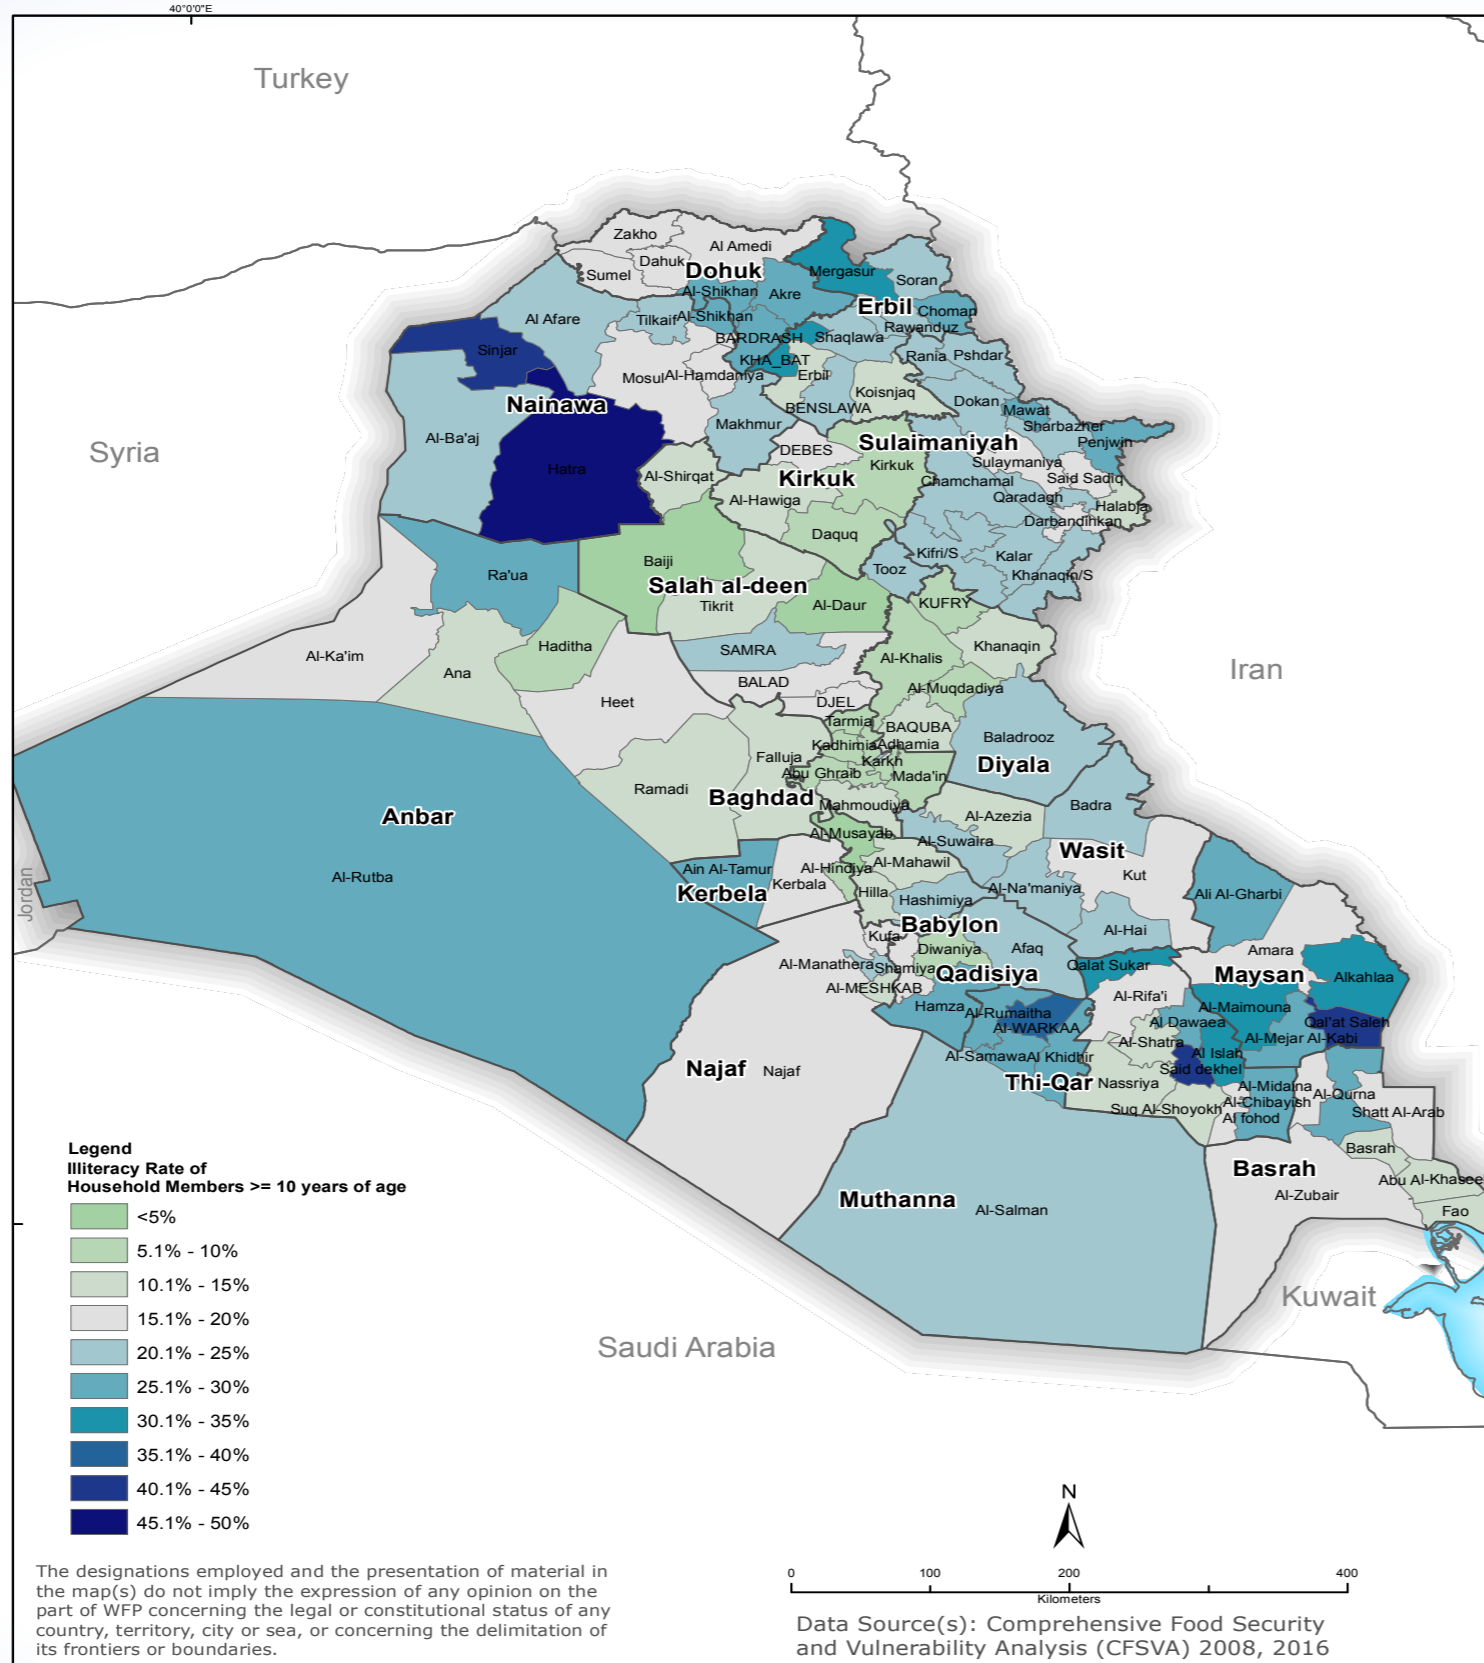 40°0'0"E
Turkey
Zakho
Al Amedi
Dahuk
Sumel
Dohuk
Mergasur
Soran
Al-Shikhan
Akre
Erbil
Choman
Al Afare
Tilkaif
Al-Shikhan
Rawanduz
BARDRASH
Shaqlawa
Sinjar
KHA_BAT
Rania
Pshdar
Mosul
Al-Hamdaniya
Erbil
Koisnjaq
Nainawa
BENSLAWA
Dokan
Mawat
Makhmur
Sharbazher
Al-Ba'aj
Sulaimaniyah
Penjwin
Syria
DEBES
Kirkuk
Sulaymaniya
Hatra
Al-Shirqat
Kirkuk
Chamchamal
Said Sadiq
Al-Hawiga
Qaradagh
Halabja
Darbandihkan
Daquq
Baiji
Kifri/S
Kalar
Ra'ua
Tooz
Khanaqin/S
Salah al-deen
Tikrit
Al-Daur
KUFRY
Haditha
Khanaqin
Al-Ka'im
SAMRA
Al-Khalis
Ana
Iran
BALAD
Al-Muqdadiya
Heet
DJEL
Tarmia
BAQUBA
Baladrooz
Kadhimia
Adhamia
Falluja
Karkh
Diyala
Abu Ghraib
Mada'in
Ramadi
Baghdad
Mahmoudiya
Badra
Anbar
Al-Azezia
Al-Musayab
Al-Suwaira
Wasit
Ain Al-Tamur
Al-Hindiya
Al-Mahawil
Kut
Al-Rutba
Kerbala
Kerbela
Hilla
Al-Na'maniya
Ali Al-Gharbi
Jordan
Hashimiya
Babylon
Al-Hai
Kufa
Diwaniya
Afaq
Amara
Al-Manathera
Shamiya
Qadisiya
Qalat Sukar
Maysan
Alkahlaa
Al-MESHKAB
Al-Rifa'i
Hamza
Al-Rumaitha
Al-Maimouna
Al-WARKAA
Al Dawaea
Qal'at Saleh
Al-Shatra
Al-Mejar Al-Kabi
Al-Samawa
Al Khidhir
Al Islah
Najaf
Najaf
Said dekhel
Thi-Qar
Nassriya
Al-Midaina
Al-Qurna
Suq Al-Shoyokh
Al-Chibayish
Shatt Al-Arab
Al fohod
Basrah
Basrah
Abu Al-Khasee
Muthanna
Al-Zubair
Al-Salman
Fao
Kuwait
Saudi Arabia
Legend
Illiteracy Rate of
Household Members >= 10 years of age
<5%
5.1% - 10%
10.1% - 15%
15.1% - 20%
20.1% - 25%
25.1% - 30%
30.1% - 35%
35.1% - 40%
40.1% - 45%
45.1% - 50%
N
0 100 200 400
Kilometers
The designations employed and the presentation of material in
the map(s) do not imply the expression of any opinion on the
part of WFP concerning the legal or constitutional status of any
country, territory, city or sea, or concerning the delimitation of
its frontiers or boundaries.
Data Source(s): Comprehensive Food Security
and Vulnerability Analysis (CFSVA) 2008, 2016